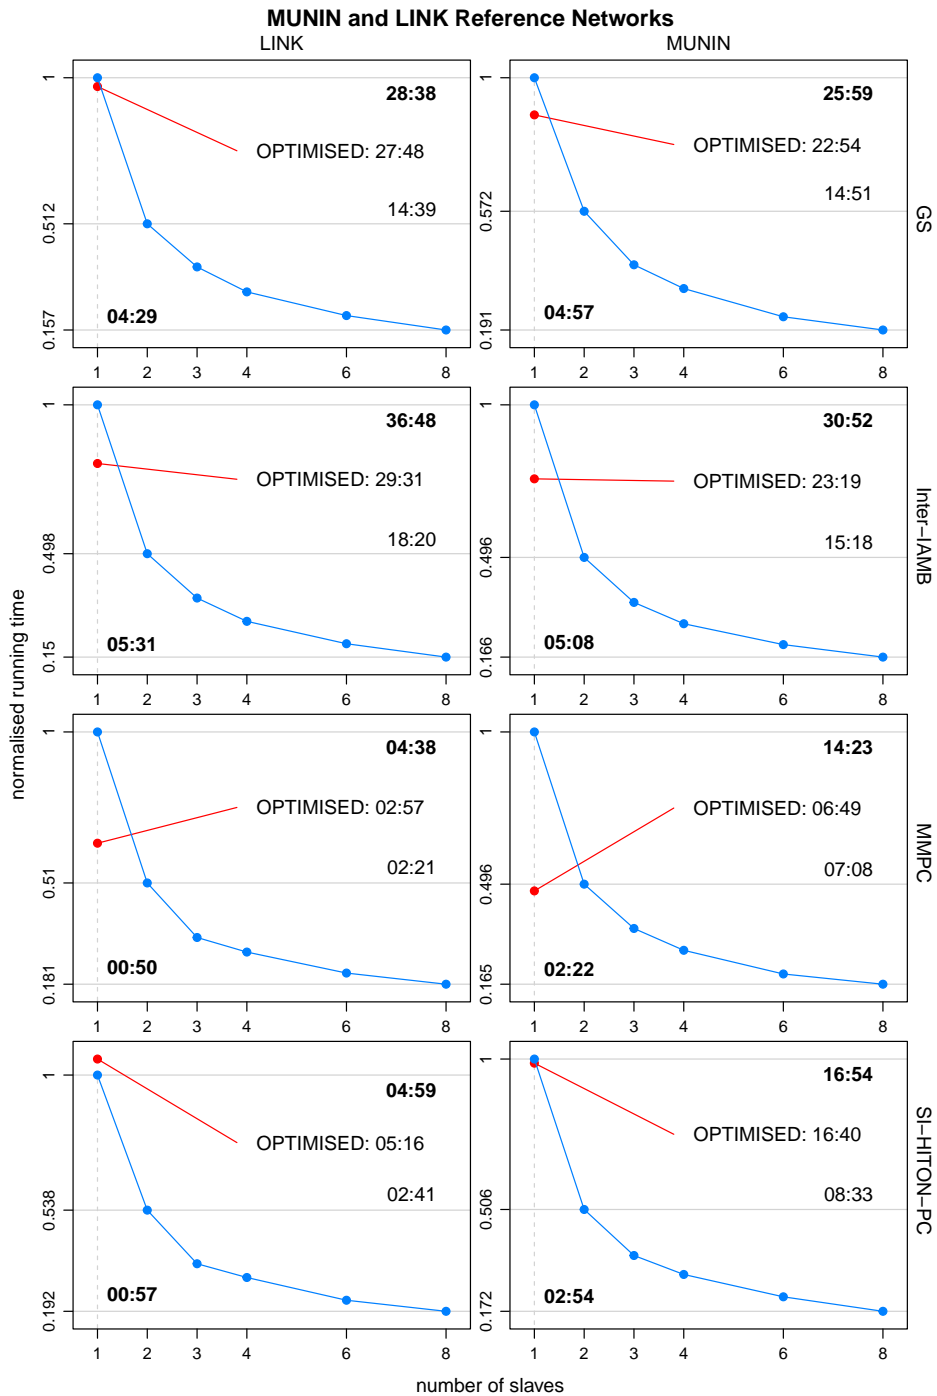 MUNIN and LINK Reference Networks
LINK
MUNIN
normalised running time
1
0.512
0.157
28:38
OPTIMISED: 27:48
14:39
04:29
1 2 3 4 6 8
1
0.572
0.191
25:59
OPTIMISED: 22:54
14:51
04:57
1 2 3 4 6 8
GS
1
0.498
0.15
36:48
OPTIMISED: 29:31
18:20
05:31
1 2 3 4 6 8
1
0.496
0.166
30:52
OPTIMISED: 23:19
15:18
05:08
1 2 3 4 6 8
Inter−IAMB
1
0.51
0.181
04:38
OPTIMISED: 02:57
02:21
00:50
1 2 3 4 6 8
1
0.496
0.165
14:23
OPTIMISED: 06:49
07:08
02:22
1 2 3 4 6 8
MMPC
1
0.538
0.192
04:59
OPTIMISED: 05:16
02:41
00:57
1 2 3 4 6 8
1
0.506
0.172
16:54
OPTIMISED: 16:40
08:33
02:54
1 2 3 4 6 8
SI−HITON−PC
number of slaves